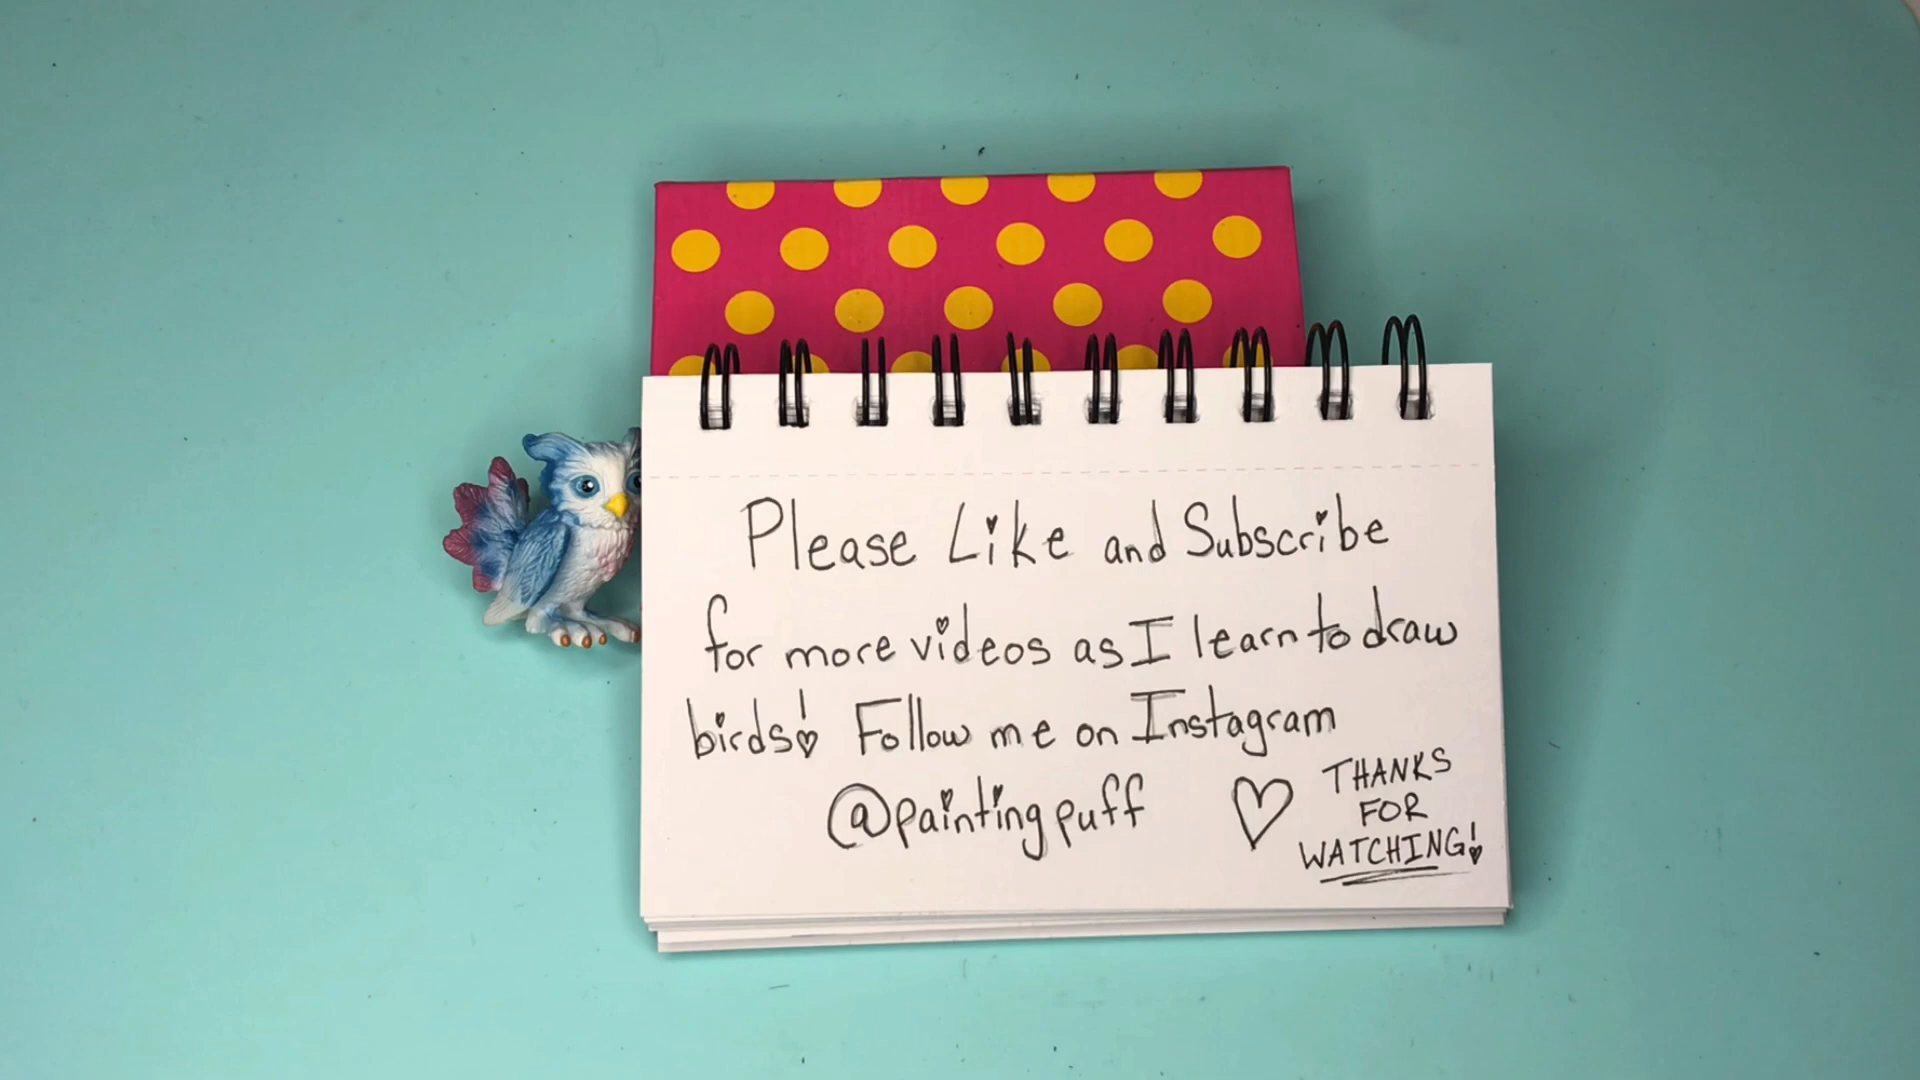 Please Like and Subscribe
for more videos as I learn to draw
birds! Follow me on Instagram
@paintingpuff
THANKS
FOR
WATCHING!